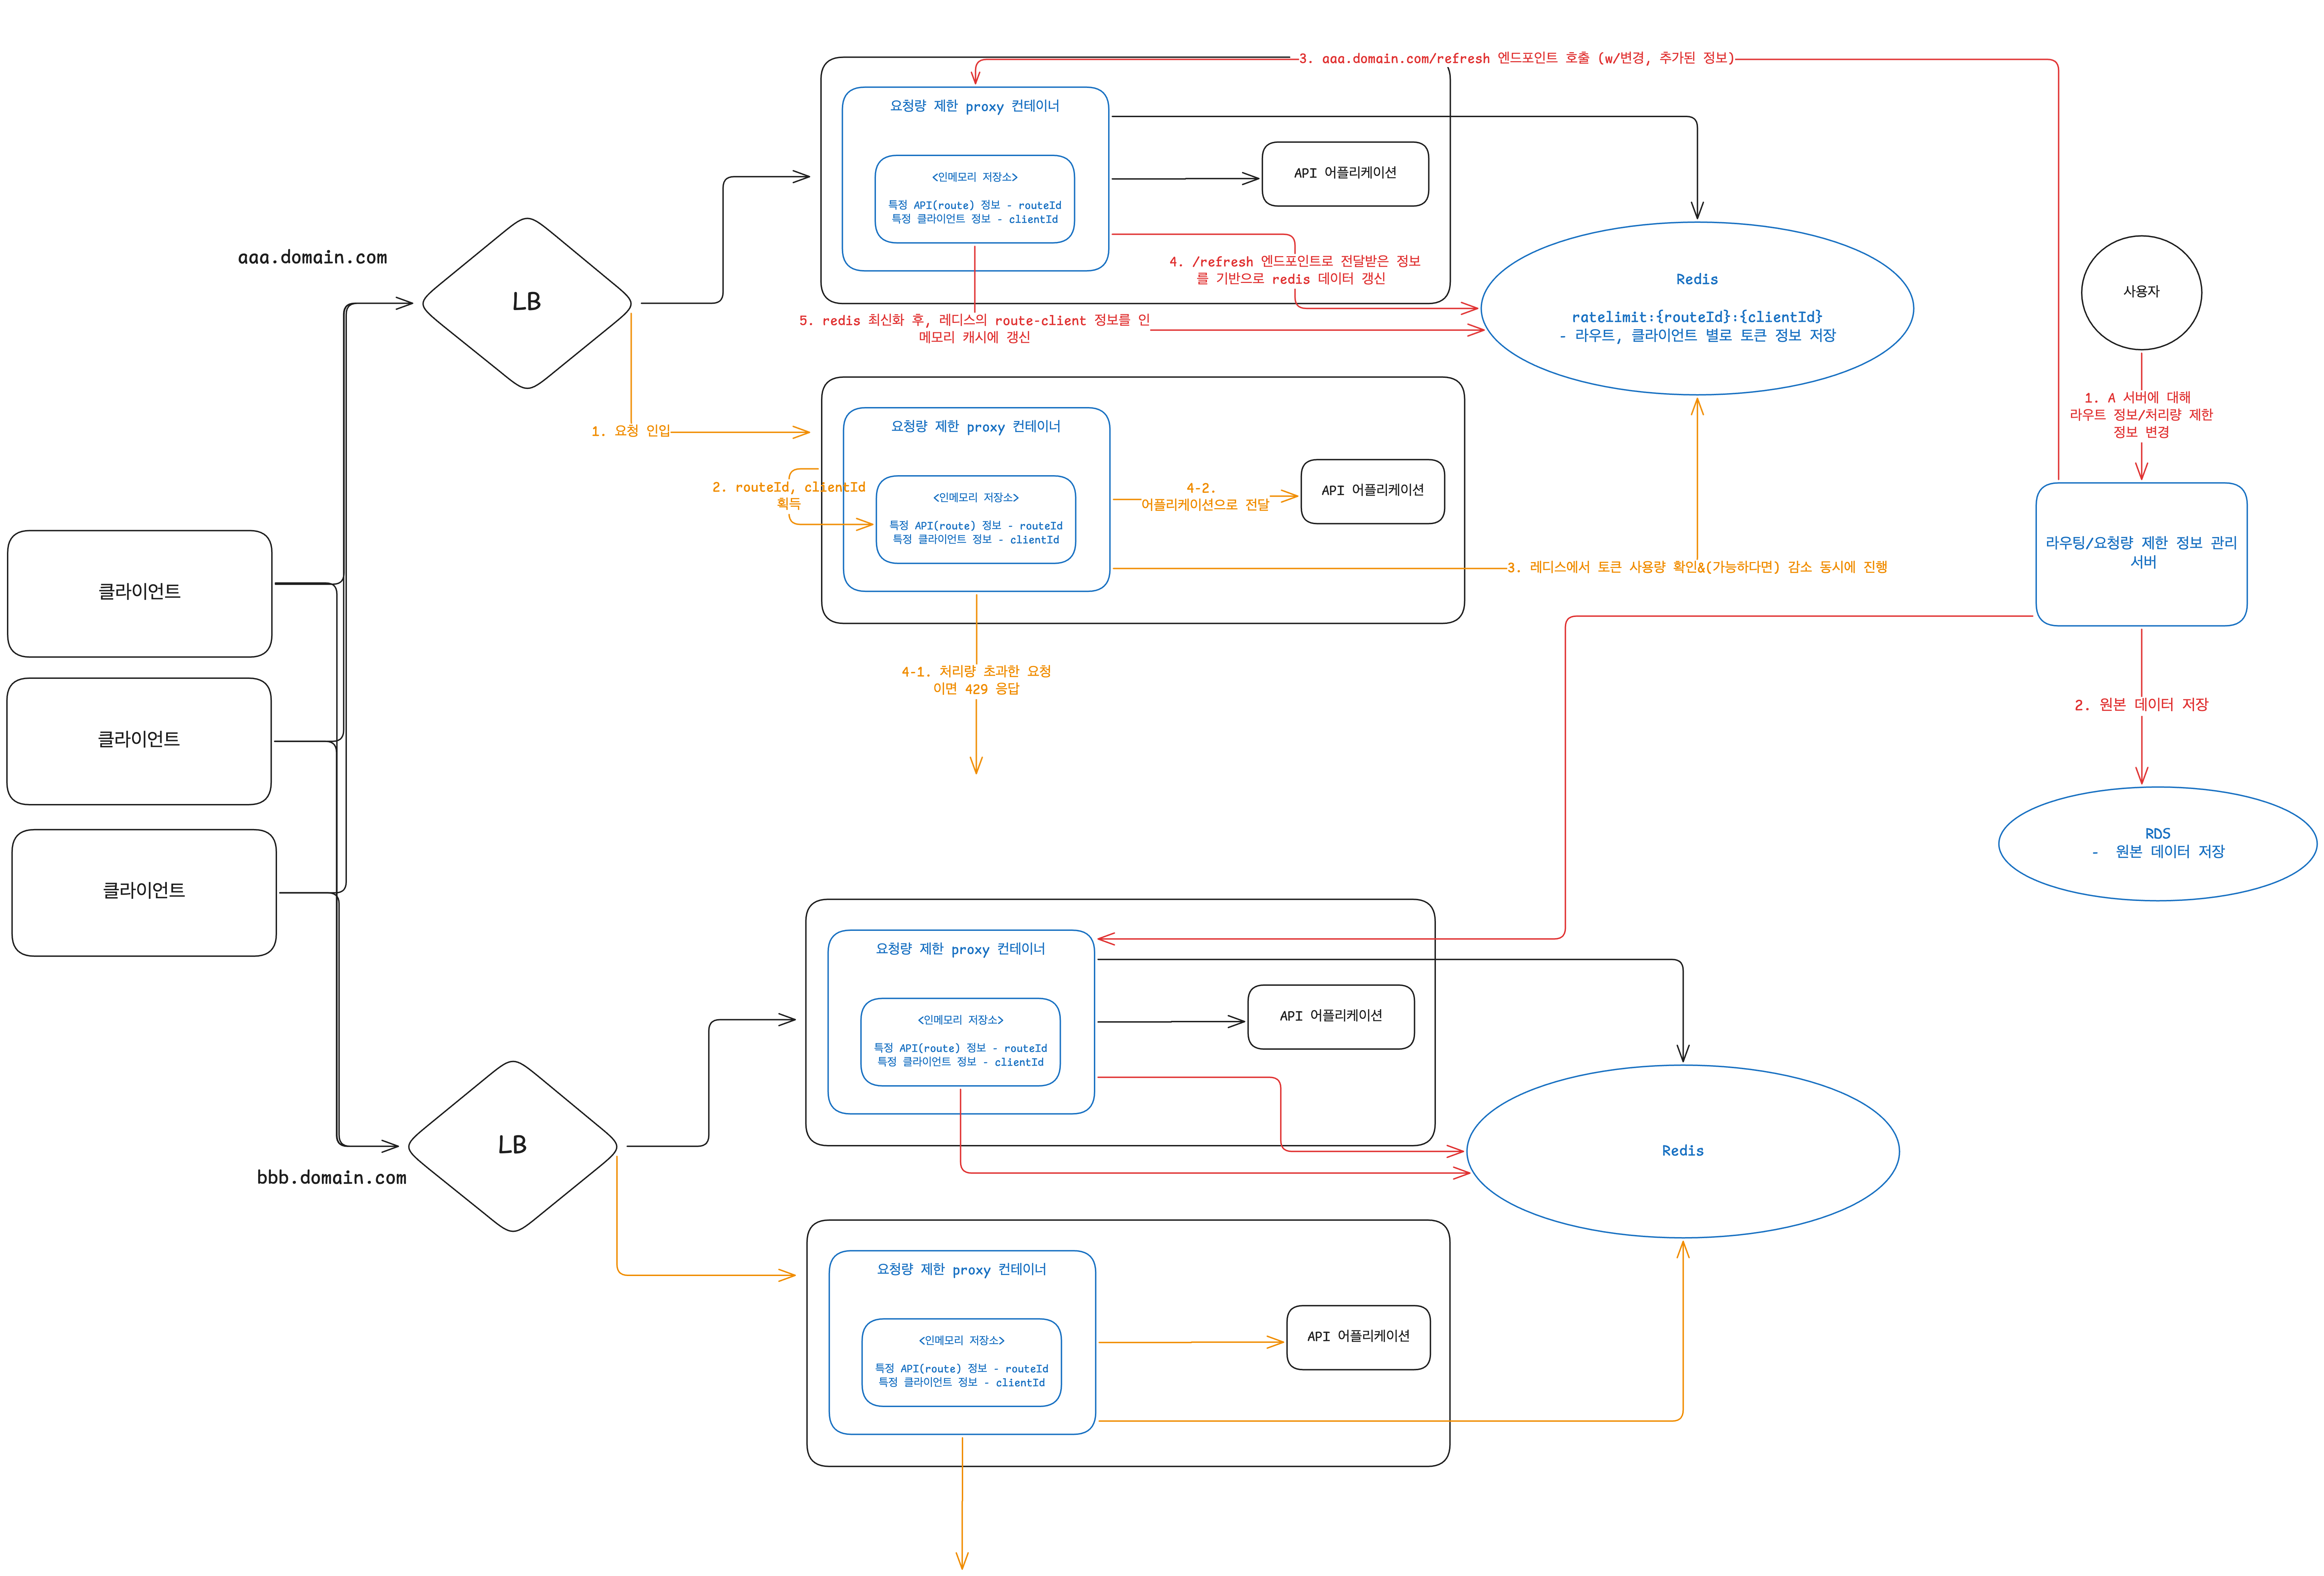 3. aaa.domain.com/refresh 엔드포인트 호출 (w/변경, 추가된 정보)
요청량 제한 proxy 컨테이너
<인메모리 저장소>
특정 API(route) 정보 - routeId
특정 클라이언트 정보 - clientId
API 어플리케이션
aaa.domain.com
LB
4. /refresh 엔드포인트로 전달받은 정보
를 기반으로 redis 데이터 갱신
5. redis 최신화 후, 레디스의 route-client 정보를 인
메모리 캐시에 갱신
Redis
ratelimit:{routeId}:{clientId}
- 라우트, 클라이언트 별로 토큰 정보 저장
사용자
1. A 서버에 대해
라우트 정보/처리량 제한
정보 변경
1. 요청 인입
요청량 제한 proxy 컨테이너
2. routeId, clientId
획득
<인메모리 저장소>
특정 API(route) 정보 - routeId
특정 클라이언트 정보 - clientId
4-2.
어플리케이션으로 전달
API 어플리케이션
3. 레디스에서 토큰 사용량 확인&(가능하다면) 감소 동시에 진행
라우팅/요청량 제한 정보 관리
서버
4-1. 처리량 초과한 요청
이면 429 응답
2. 원본 데이터 저장
RDS
- 원본 데이터 저장
클라이언트
클라이언트
클라이언트
요청량 제한 proxy 컨테이너
<인메모리 저장소>
특정 API(route) 정보 - routeId
특정 클라이언트 정보 - clientId
API 어플리케이션
LB
bbb.domain.com
Redis
요청량 제한 proxy 컨테이너
<인메모리 저장소>
특정 API(route) 정보 - routeId
특정 클라이언트 정보 - clientId
API 어플리케이션